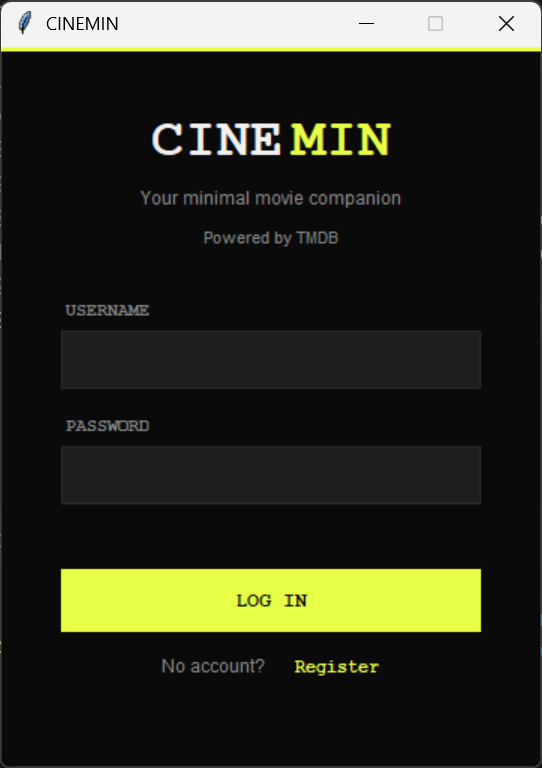 CINEMIN
CINEMIN
Your minimal movie companion
Powered by TMDB
USERNAME
PASSWORD
LOG IN
No account? Register